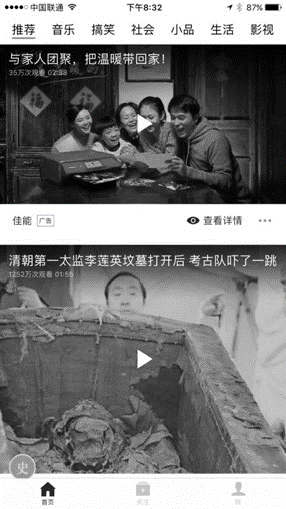 中国联通 下午8:32 87%
推荐 音乐 搞笑 社会 小品 生活 影视
与家人团聚，把温暖带回家！
35万次观看 02:38
佳能 广告 查看详情
清朝第一太监李莲英坟墓打开后 考古队吓了一跳
1252万次观看 01:55
史
首页 关注 我